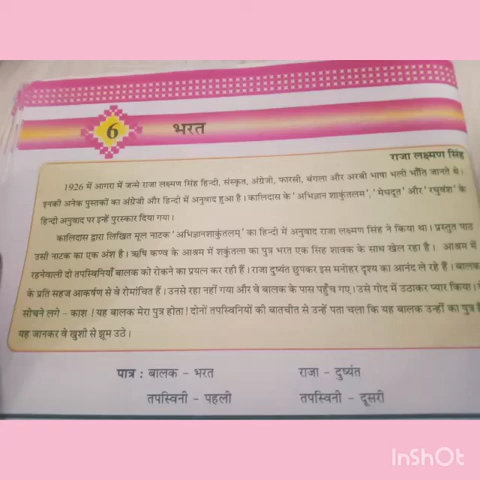 6
भरत
राजा लक्ष्मण सिंह
1926 में आगरा में जन्मे राजा लक्ष्मण सिंह हिन्दी, संस्कृत, अंग्रेजी, फारसी, बंगला और अरबी भाषा भली भाँति जानते थे।
इनकी अनेक पुस्तकों का अंग्रेजी और हिन्दी में अनुवाद हुआ है। कालिदास के 'अभिज्ञान शाकुंतलम', 'मेघदूत' और 'रघुवंश' के
हिन्दी अनुवाद पर इन्हें पुरस्कार दिया गया।
कालिदास द्वारा लिखित मूल नाटक 'अभिज्ञानशाकुंतलम्' का हिन्दी में अनुवाद राजा लक्ष्मण सिंह ने किया था। प्रस्तुत पाठ
उसी नाटक का एक अंश है। ऋषि कण्व के आश्रम में शकुंतला का पुत्र भरत एक सिंह शावक के साथ खेल रहा है। आश्रम में
रहनेवाली दो तपस्विनियाँ बालक को रोकने का प्रयत्न कर रही हैं। राजा दुष्यंत छुपकर इस मनोहर दृश्य का आनंद ले रहे हैं। बालक
के प्रति सहज आकर्षण से वे रोमांचित हैं। उनसे रहा नहीं गया और वे बालक के पास पहुँच गए। उसे गोद में उठाकर प्यार किया।
सोचने लगे - काश! यह बालक मेरा पुत्र होता! दोनों तपस्विनियों की बातचीत से उन्हें पता चला कि यह बालक उन्हीं का पुत्र है
यह जानकर वे खुशी से झूम उठे।
पात्र : बालक - भरत राजा - दुष्यंत
तपस्विनी - पहली तपस्विनी - दूसरी
InShOt